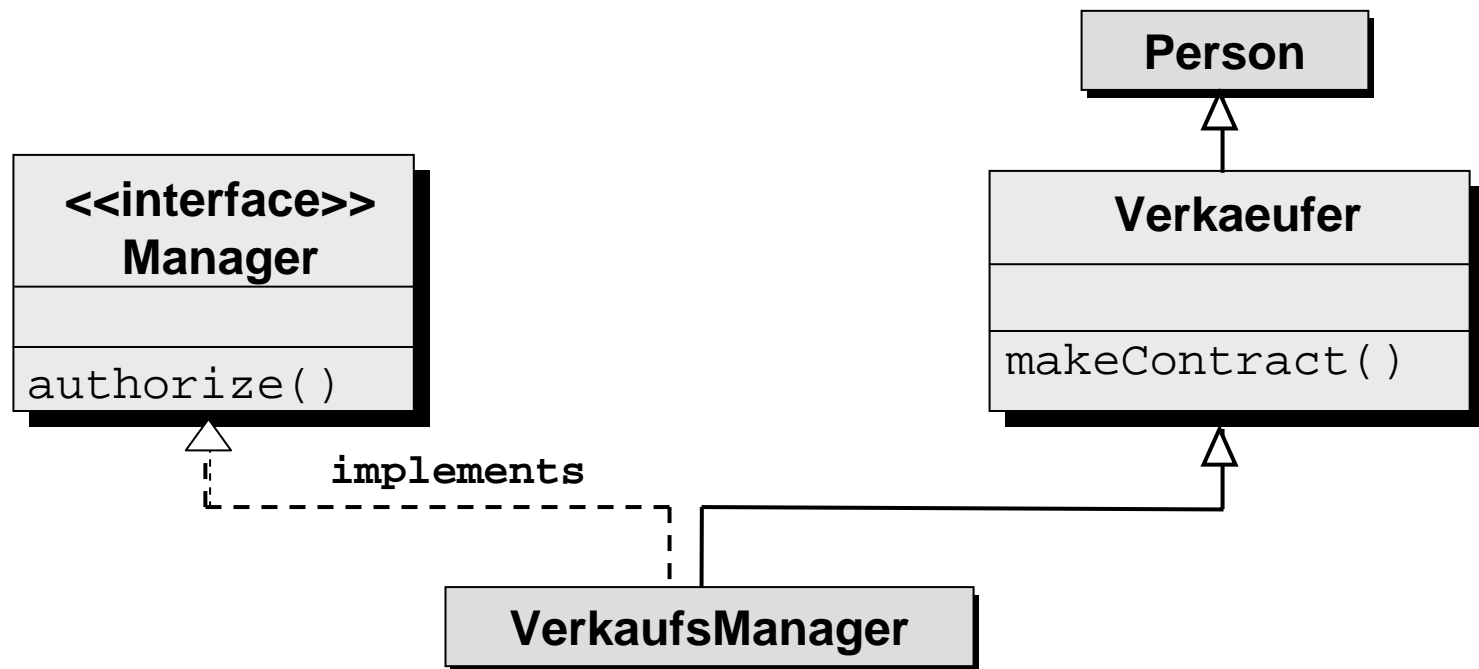 Person
<<interface>>
Manager
authorize()
Verkaeufer
makeContract()
implements
VerkaufsManager